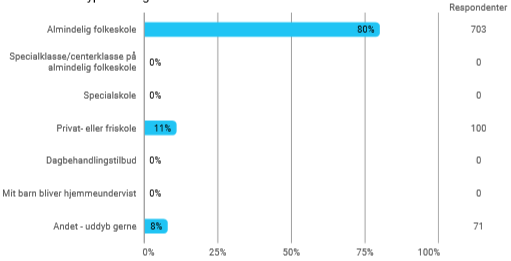 Respondenter
Almindelig folkeskole 80% 703
Specialklasse/centerklasse på
almindelig folkeskole 0% 0
Specialskole 0% 0
Privat- eller friskole 11% 100
Dagbehandlingstilbud 0% 0
Mit barn bliver hjemmeundervist 0% 0
Andet - uddyb gerne 8% 71
0% 25% 50% 75% 100%